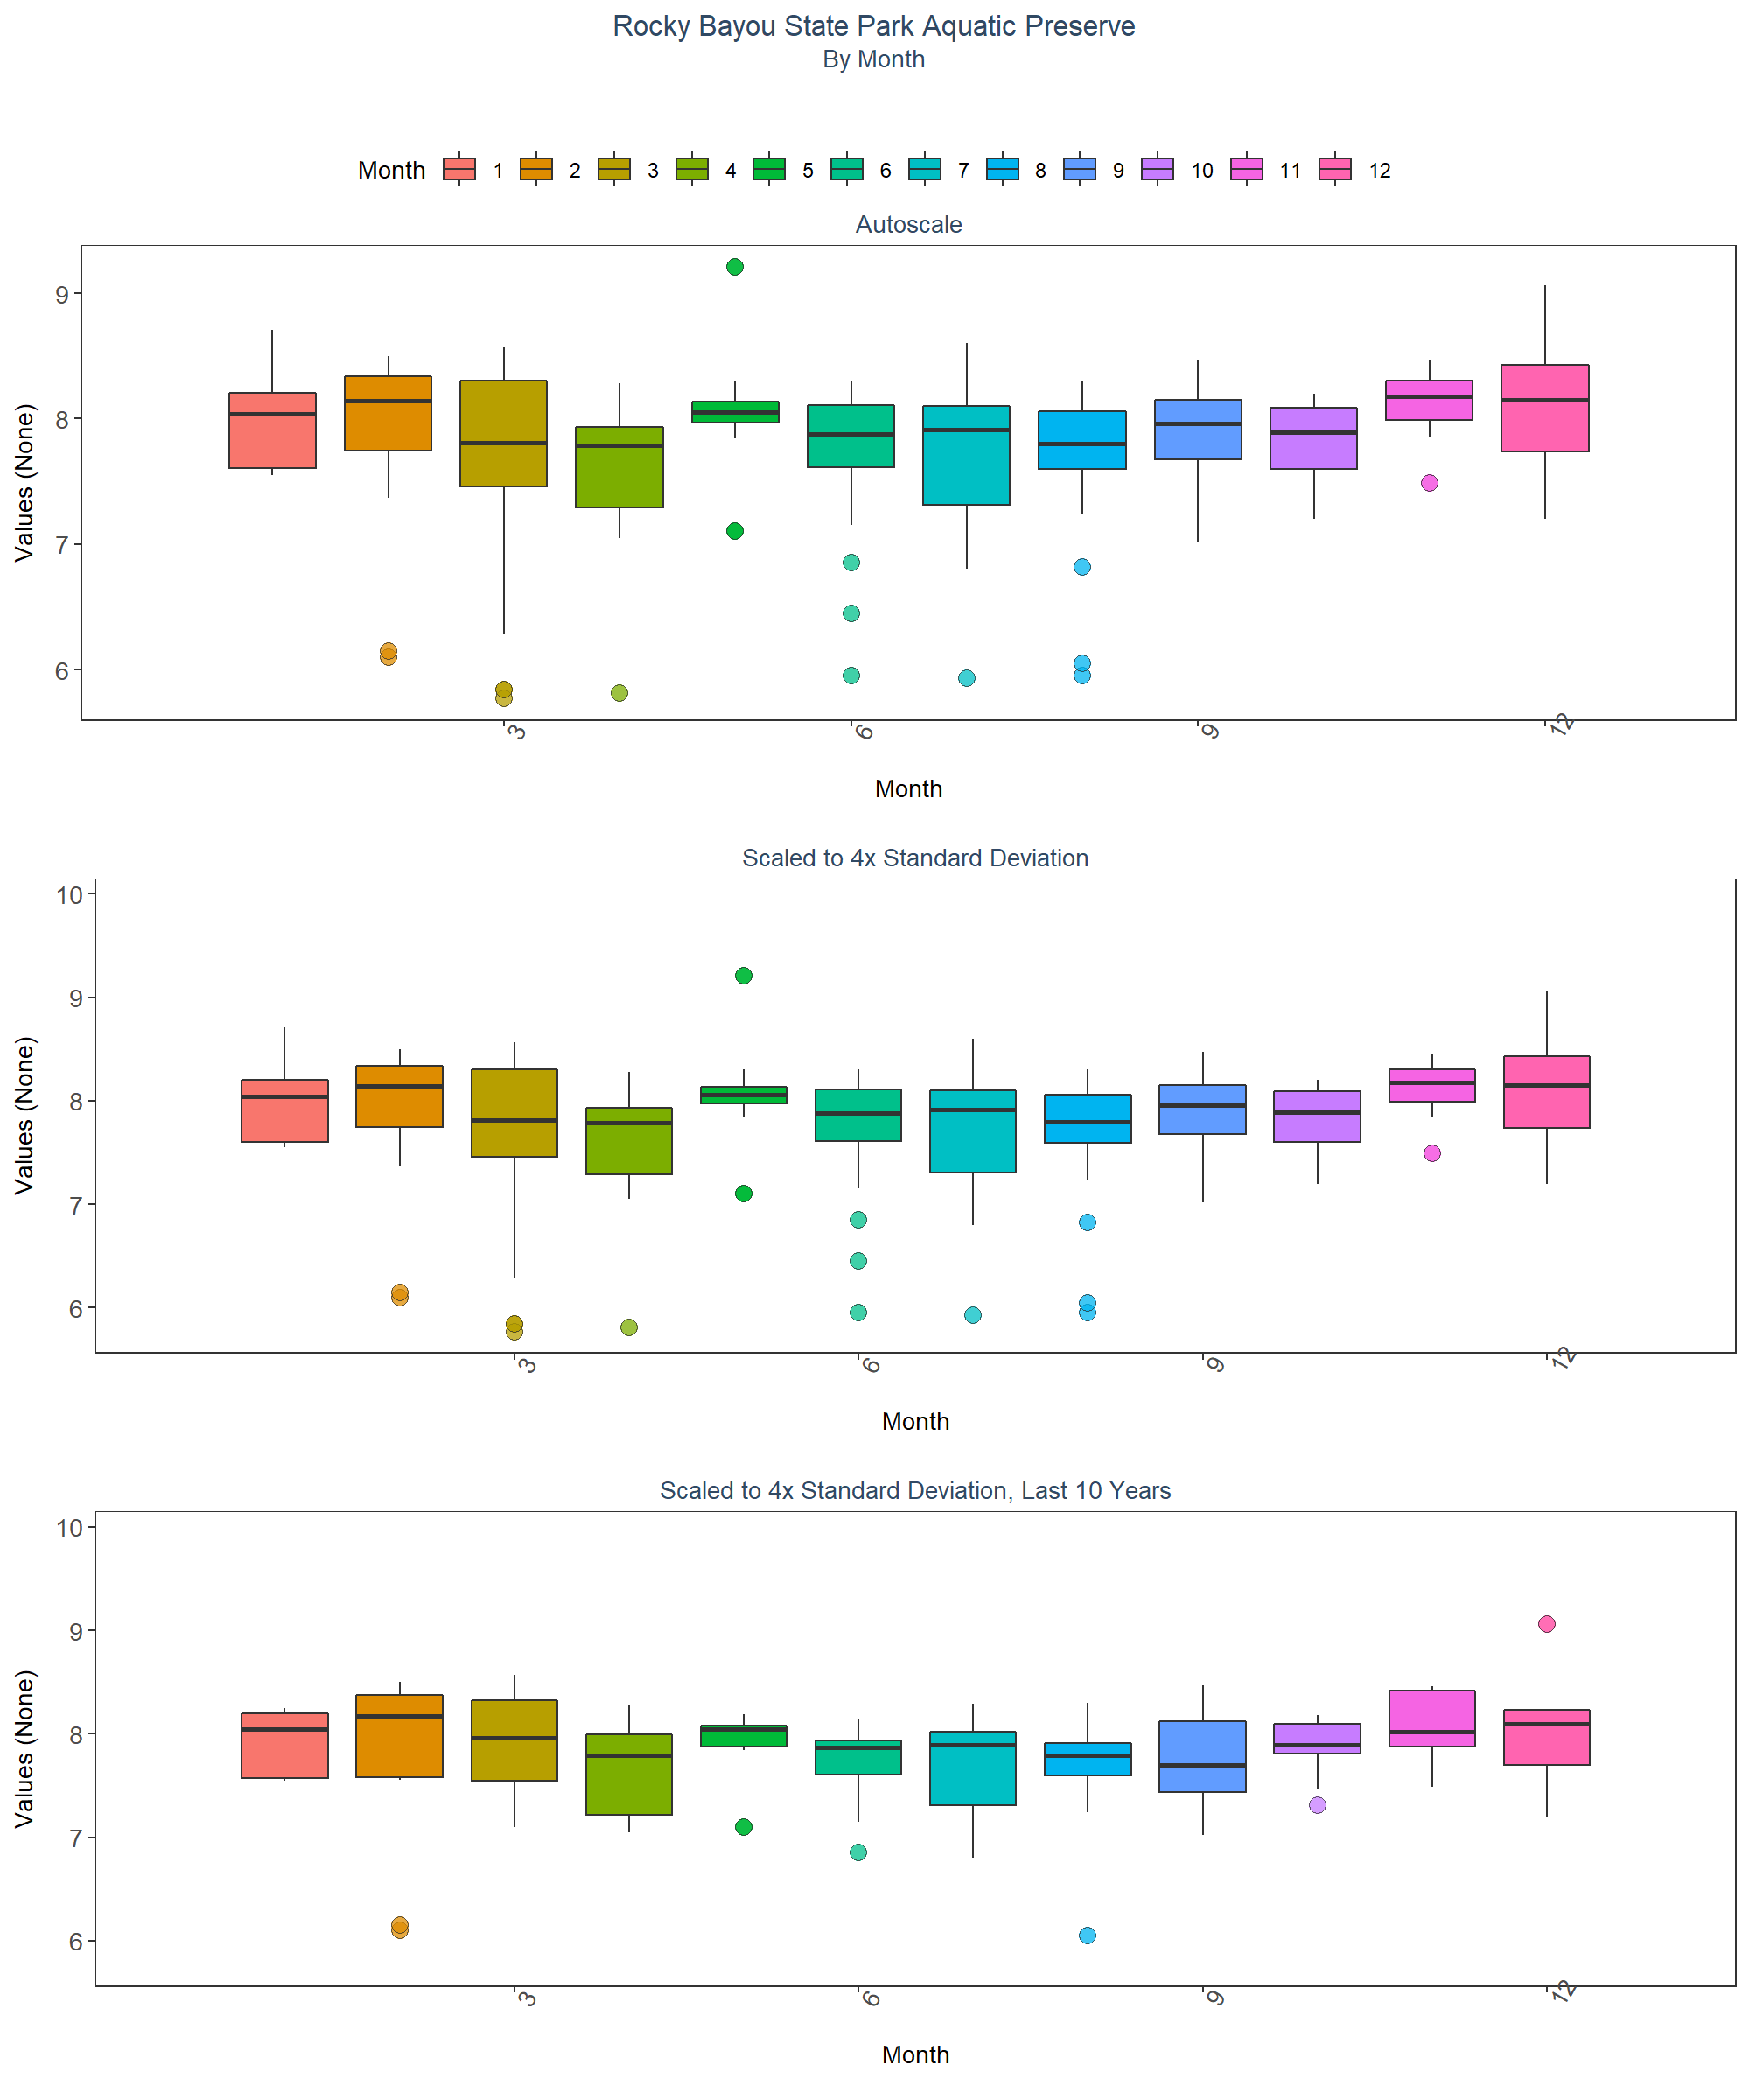 Rocky Bayou State Park Aquatic Preserve
By Month
Month 1 2 3 4 5 6 7 8 9 10 11 12
Autoscale
Values (None)
9
8
7
6
3 6 9 12
Month
Scaled to 4x Standard Deviation
Values (None)
10
9
8
7
6
3 6 9 12
Month
Scaled to 4x Standard Deviation, Last 10 Years
Values (None)
10
9
8
7
6
3 6 9 12
Month